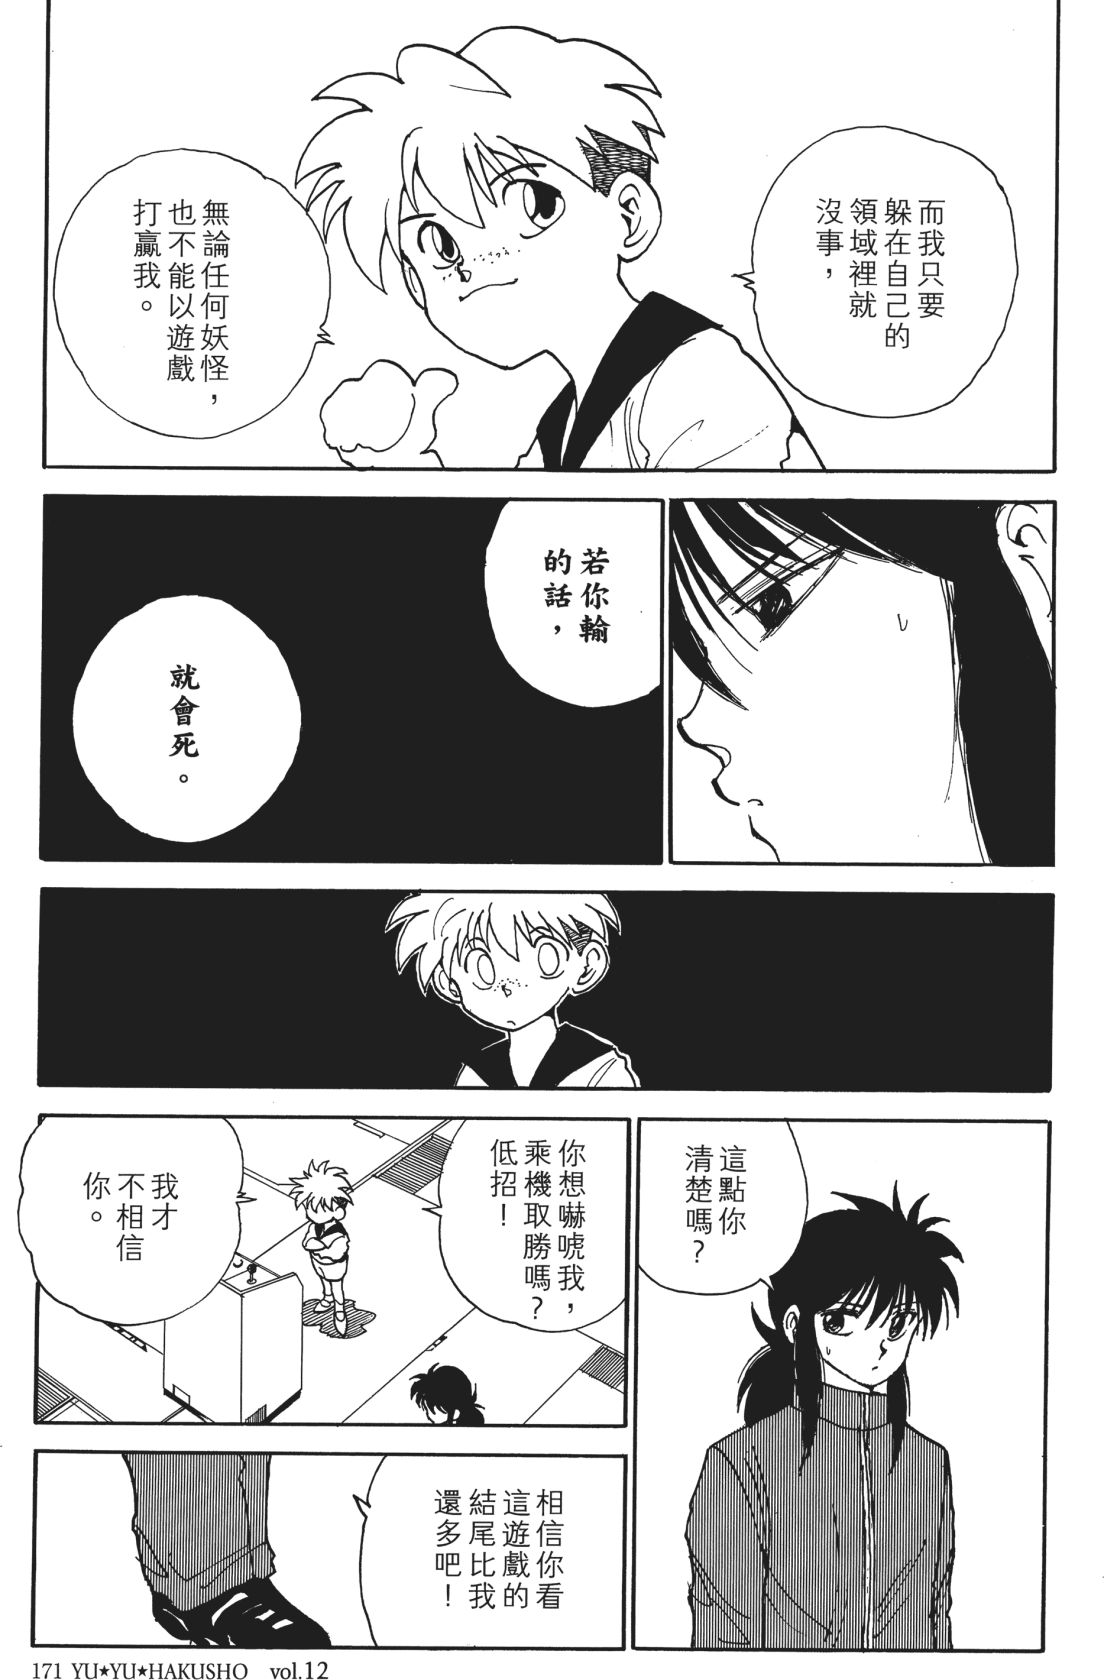 而我只要
躲在自己的
領域裡就
沒事，
無論任何妖怪，
也不能以遊戲
打贏我。
若你輸
的話，
就會死。
這點你
清楚嗎？
你想嚇唬我，
乘機取勝嗎？
低招！
我才
不相信
你。
相信你看
這遊戲的
結尾比我
還多吧！
171 YU★YU★HAKUSHO vol.12